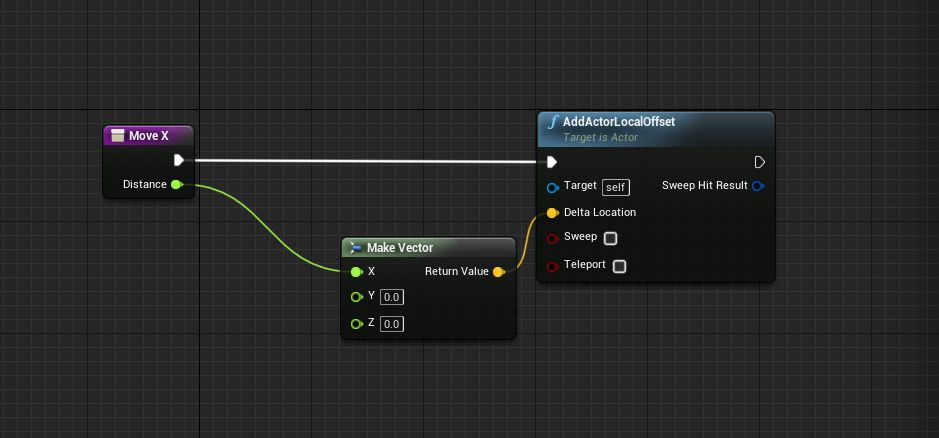 Move X
Distance
Make Vector
X
Return Value
Y 0.0
Z 0.0
AddActorLocalOffset
Target is Actor
Target self
Sweep Hit Result
Delta Location
Sweep
Teleport